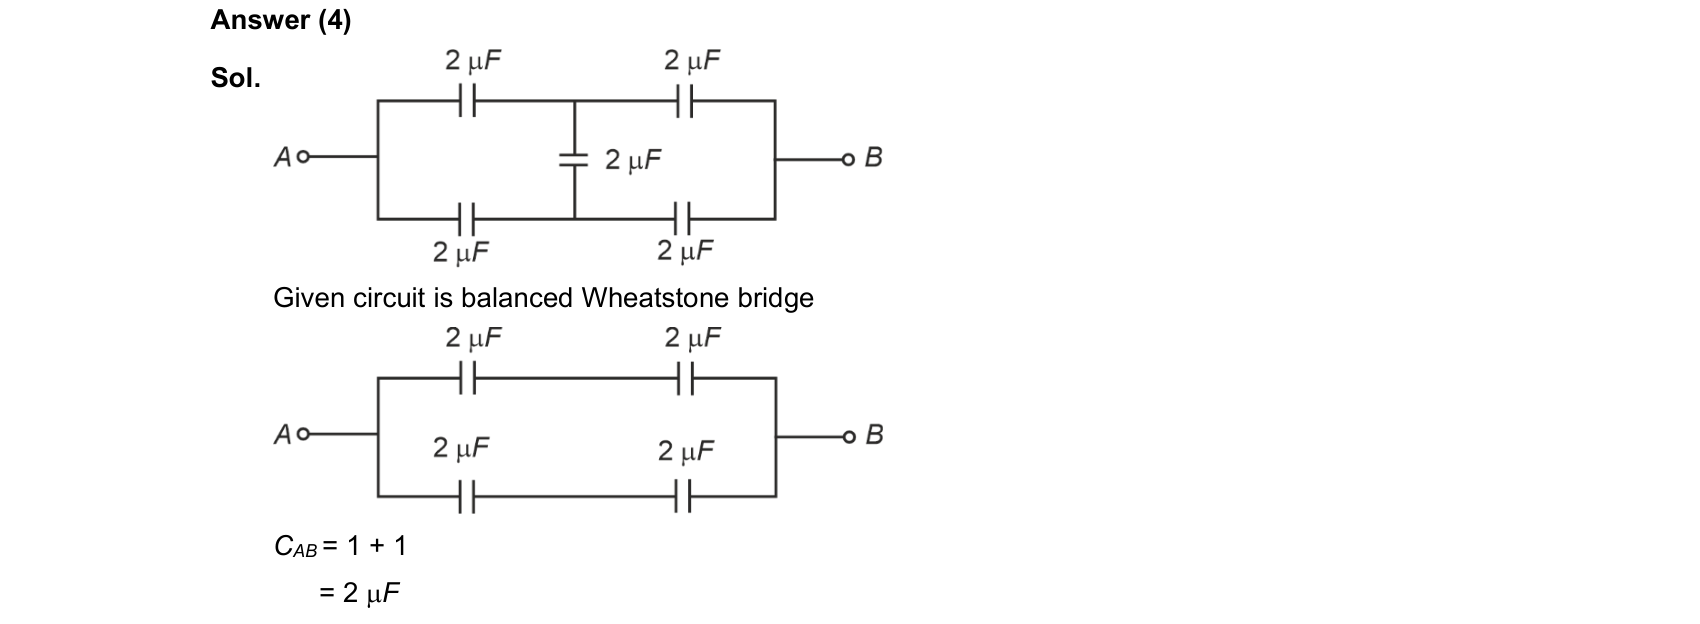 Answer (4)
Sol.
2 μF 2 μF
A 2 μF B
2 μF 2 μF
Given circuit is balanced Wheatstone bridge
2 μF 2 μF
A B
2 μF 2 μF
CAB = 1 + 1
= 2 μF